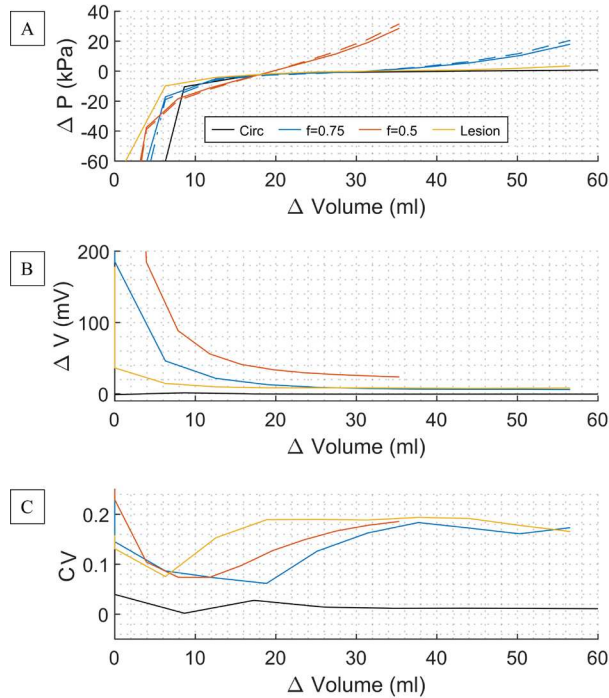 A
Δ P (kPa)
40
20
0
-20
-40
-60
Circ f=0.75 f=0.5 Lesion
0 10 20 30 40 50 60
Δ Volume (ml)
B
Δ V (mV)
200
100
0
0 10 20 30 40 50 60
Δ Volume (ml)
C
CV
0.2
0.1
0
0 10 20 30 40 50 60
Δ Volume (ml)